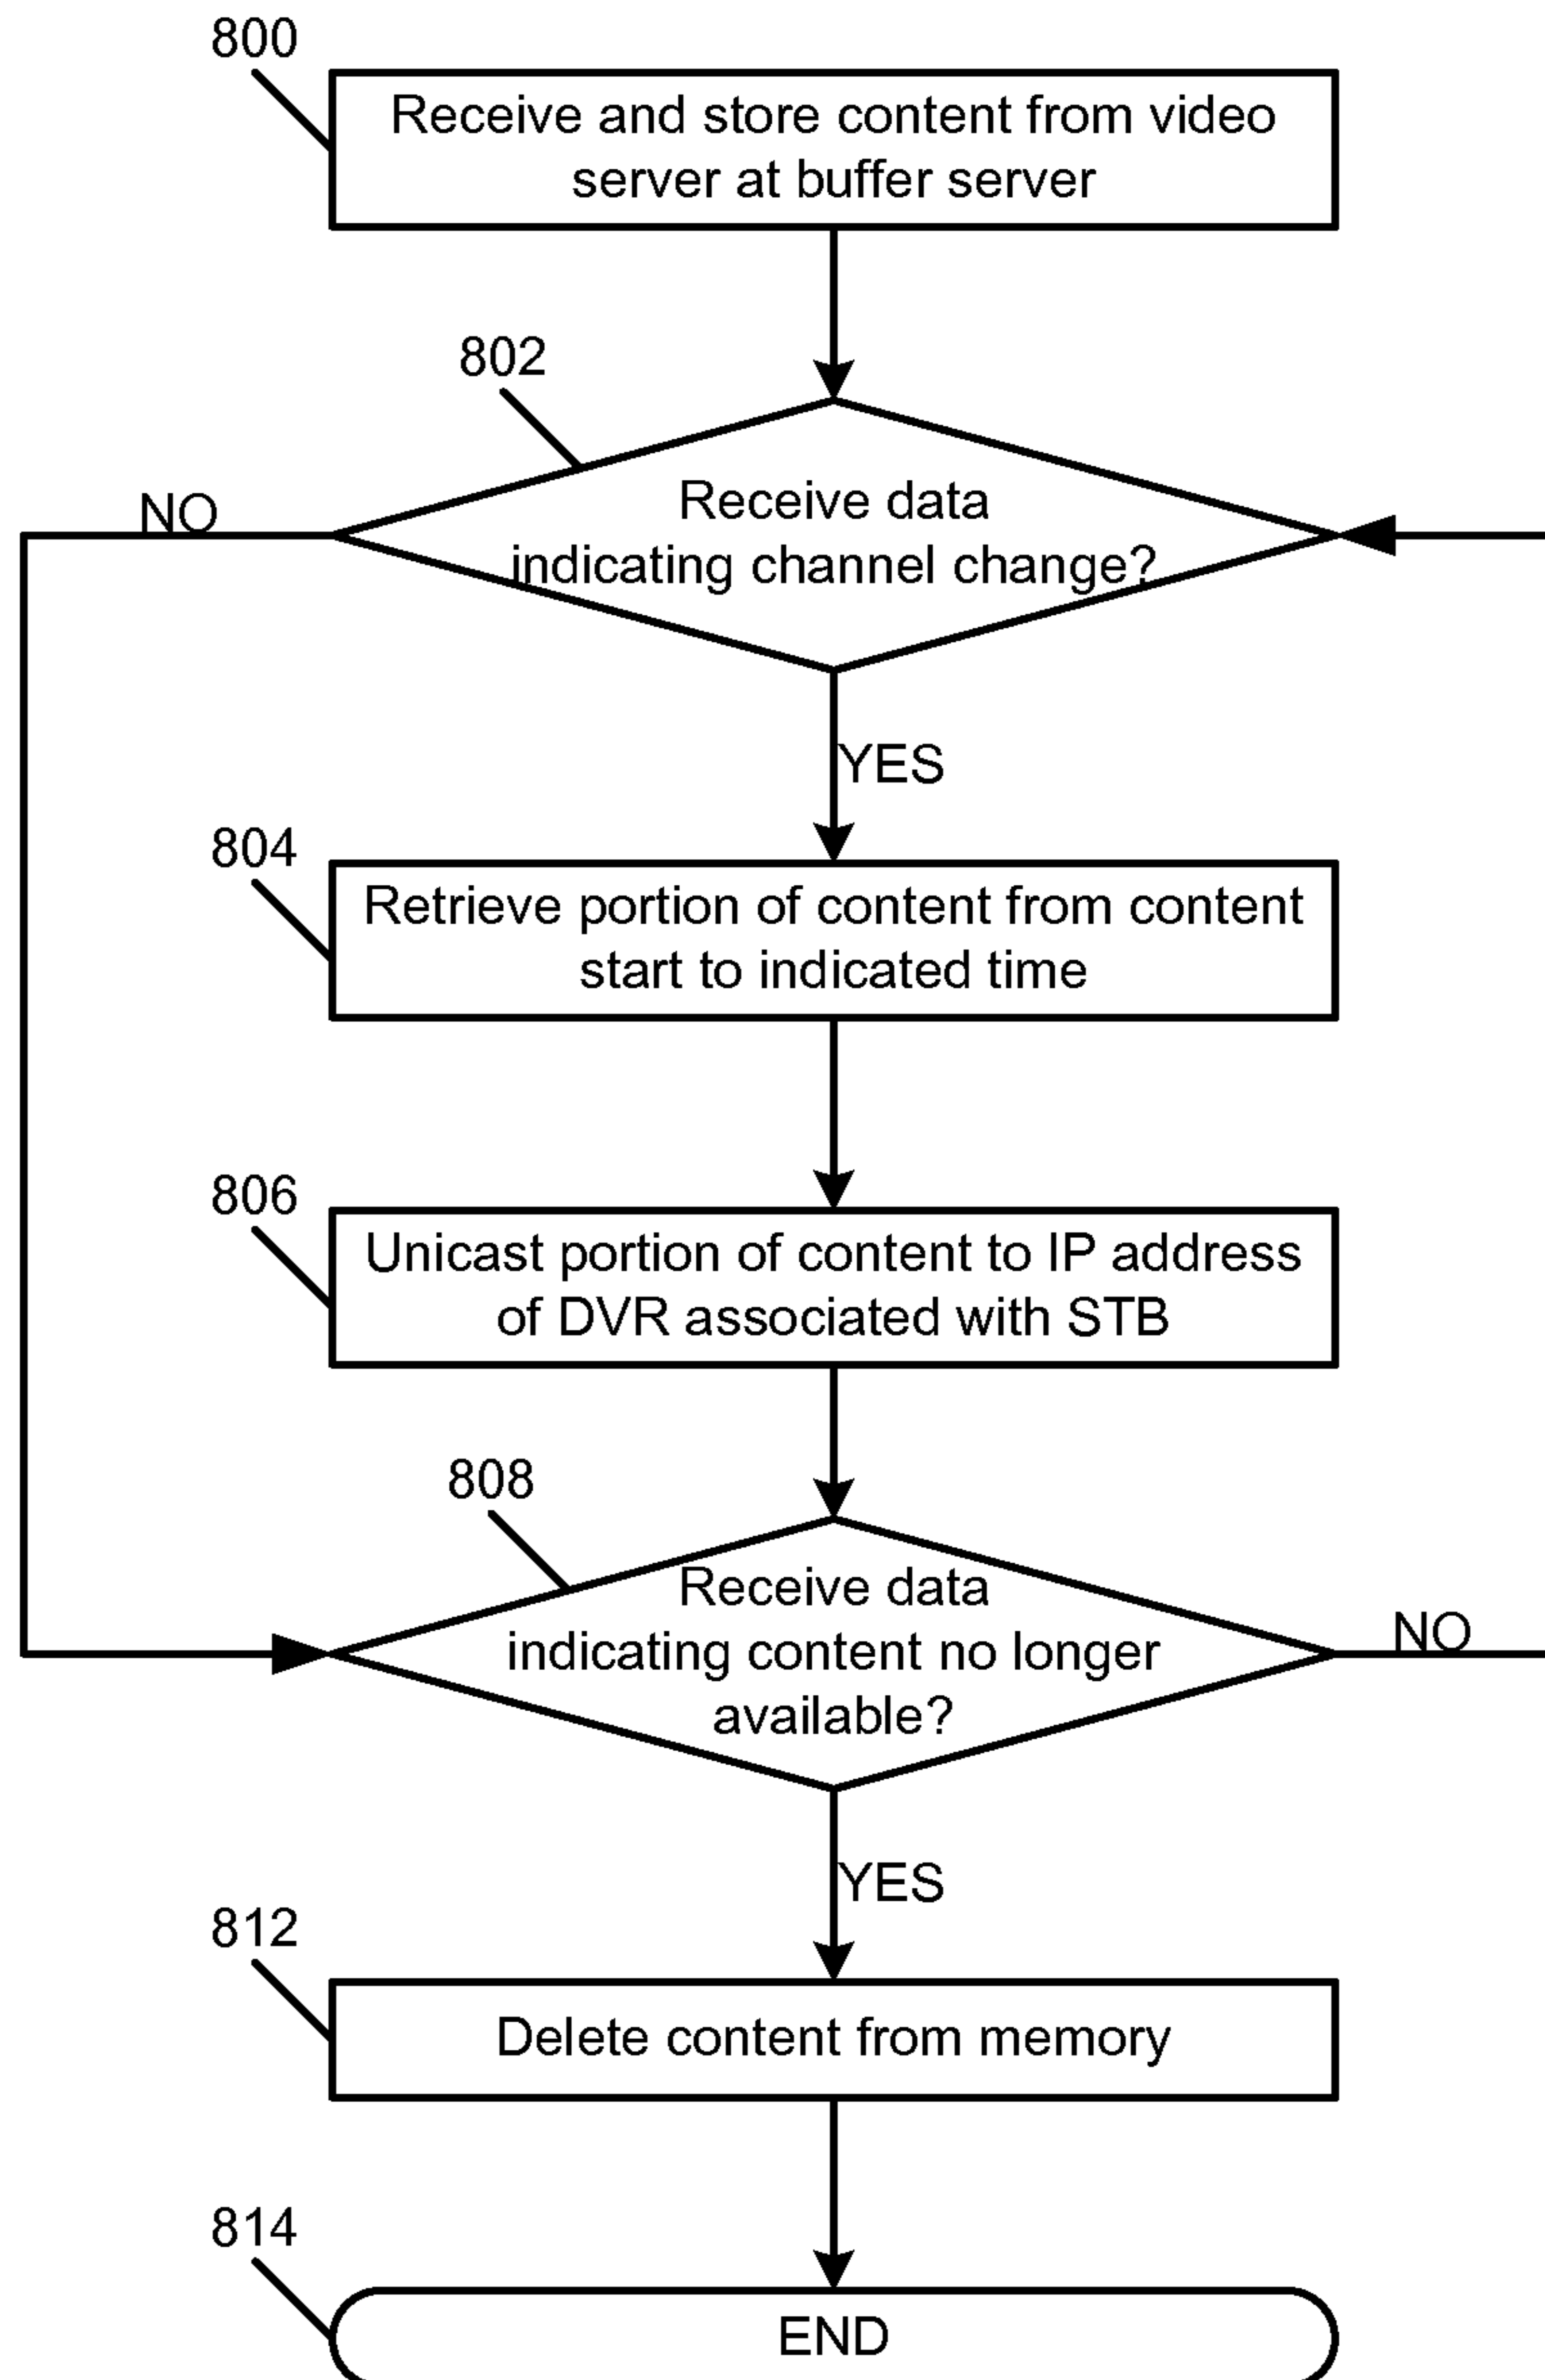 800
Receive and store content from video
server at buffer server
802
Receive data
indicating channel change?
NO
YES
804
Retrieve portion of content from content
start to indicated time
806
Unicast portion of content to IP address
of DVR associated with STB
808
Receive data
indicating content no longer
available?
NO
YES
812
Delete content from memory
814
END